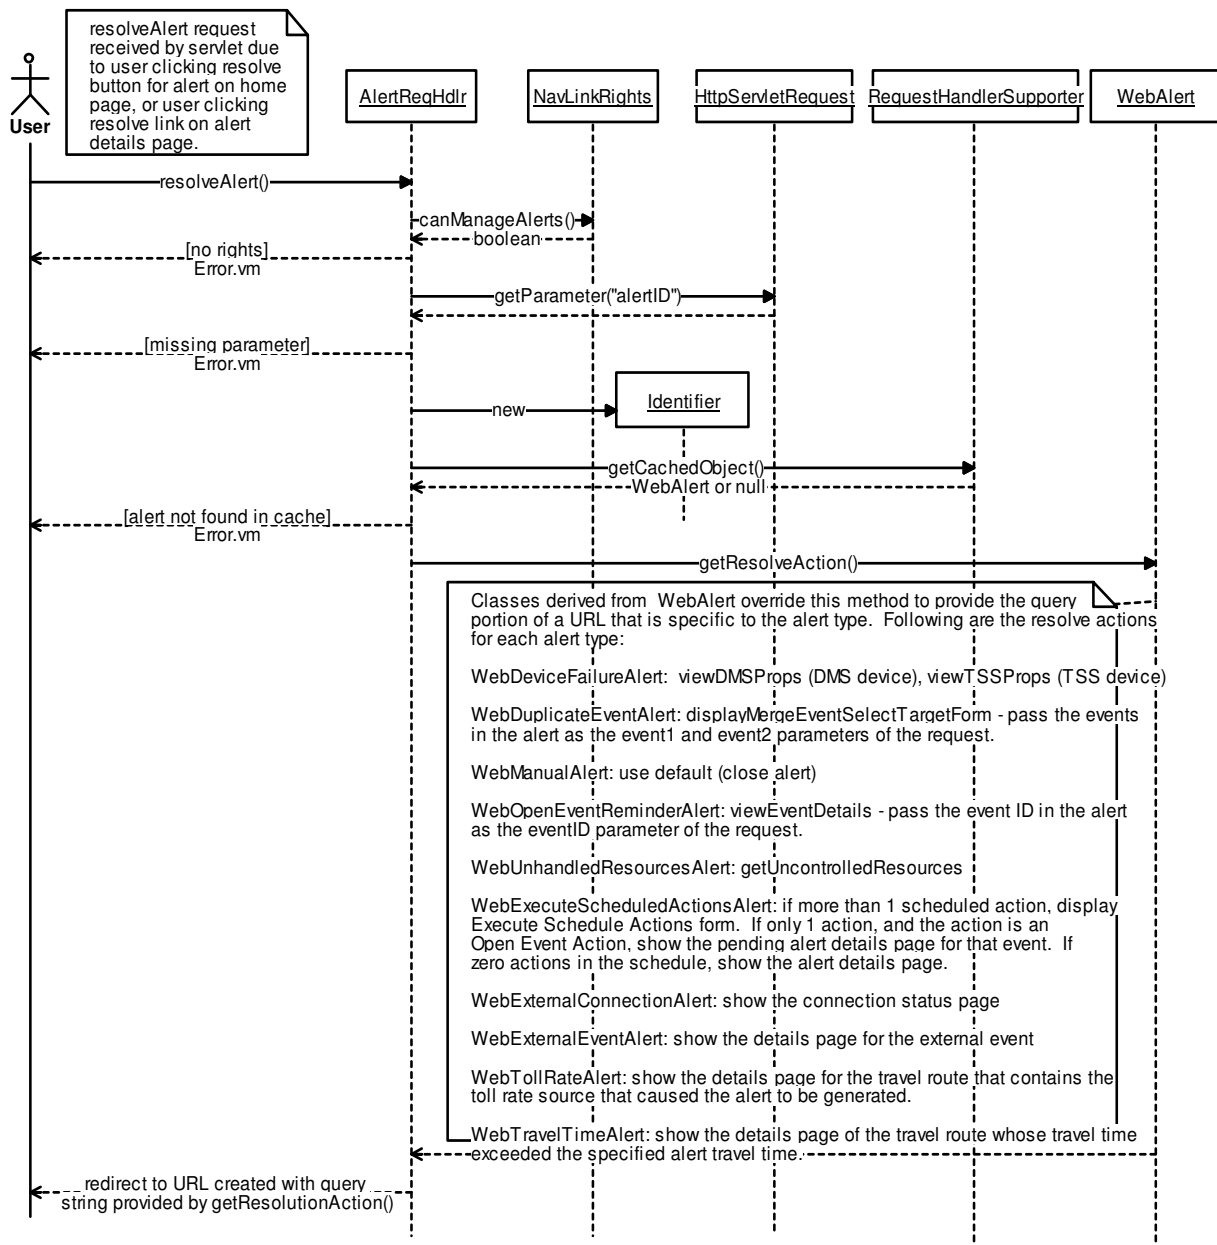 resolveAlert request
received by servlet due
to user clicking resolve
button for alert on home
page, or user clicking
resolve link on alert
details page.
User
AlertReqHdlr
NavLinkRights
HttpServletRequest
RequestHandlerSupporter
WebAlert
resolveAlert()
canManageAlerts()
boolean
[no rights]
Error.vm
getParameter("alertID")
[missing parameter]
Error.vm
new
Identifier
getCachedObject()
WebAlert or null
[alert not found in cache]
Error.vm
getResolveAction()
Classes derived from WebAlert override this method to provide the query
portion of a URL that is specific to the alert type. Following are the resolve actions
for each alert type:
WebDeviceFailureAlert: viewDMSProps (DMS device), viewTSSProps (TSS device)
WebDuplicateEventAlert: displayMergeEventSelectTargetForm - pass the events
in the alert as the event1 and event2 parameters of the request.
WebManualAlert: use default (close alert)
WebOpenEventReminderAlert: viewEventDetails - pass the event ID in the alert
as the eventID parameter of the request.
WebUnhandledResourcesAlert: getUncontrolledResources
WebExecuteScheduledActionsAlert: if more than 1 scheduled action, display
Execute Schedule Actions form. If only 1 action, and the action is an
Open Event Action, show the pending alert details page for that event. If
zero actions in the schedule, show the alert details page.
WebExternalConnectionAlert: show the connection status page
WebExternalEventAlert: show the details page for the external event
WebTollRateAlert: show the details page for the travel route that contains the
toll rate source that caused the alert to be generated.
WebTravelTimeAlert: show the details page of the travel route whose travel time
exceeded the specified alert travel time.
redirect to URL created with query
string provided by getResolutionAction()